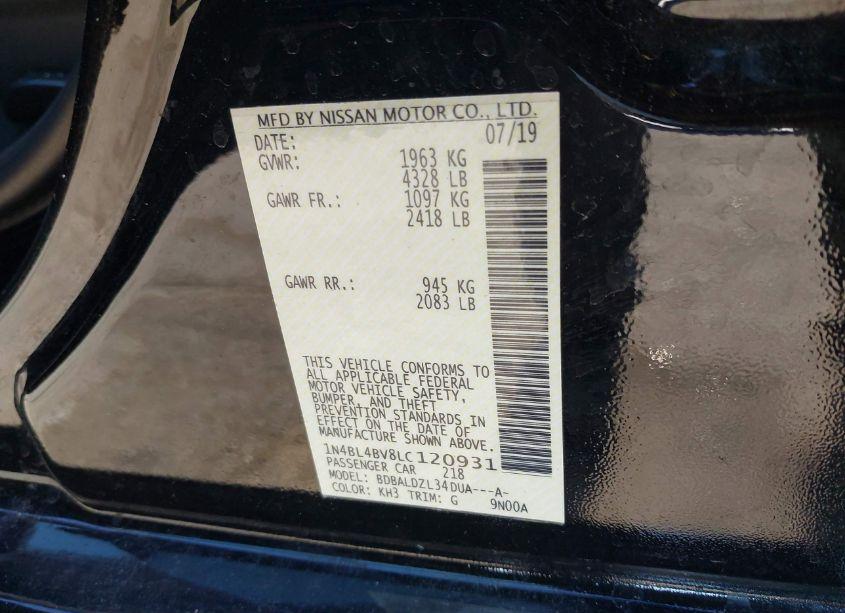 MFD BY NISSAN MOTOR CO., LTD.
DATE: 07/19
GVWR: 1963 KG
4328 LB
GAWR FR.: 1097 KG
2418 LB
GAWR RR.: 945 KG
2083 LB
THIS VEHICLE CONFORMS TO
ALL APPLICABLE FEDERAL
MOTOR VEHICLE SAFETY,
BUMPER, AND THEFT
PREVENTION STANDARDS IN
EFFECT ON THE DATE OF
MANUFACTURE SHOWN ABOVE.
1N4BL4BV8LC120931
PASSENGER CAR 218
MODEL: BDBALDZL34DUA---A-
COLOR: KH3 TRIM: G 9N00A